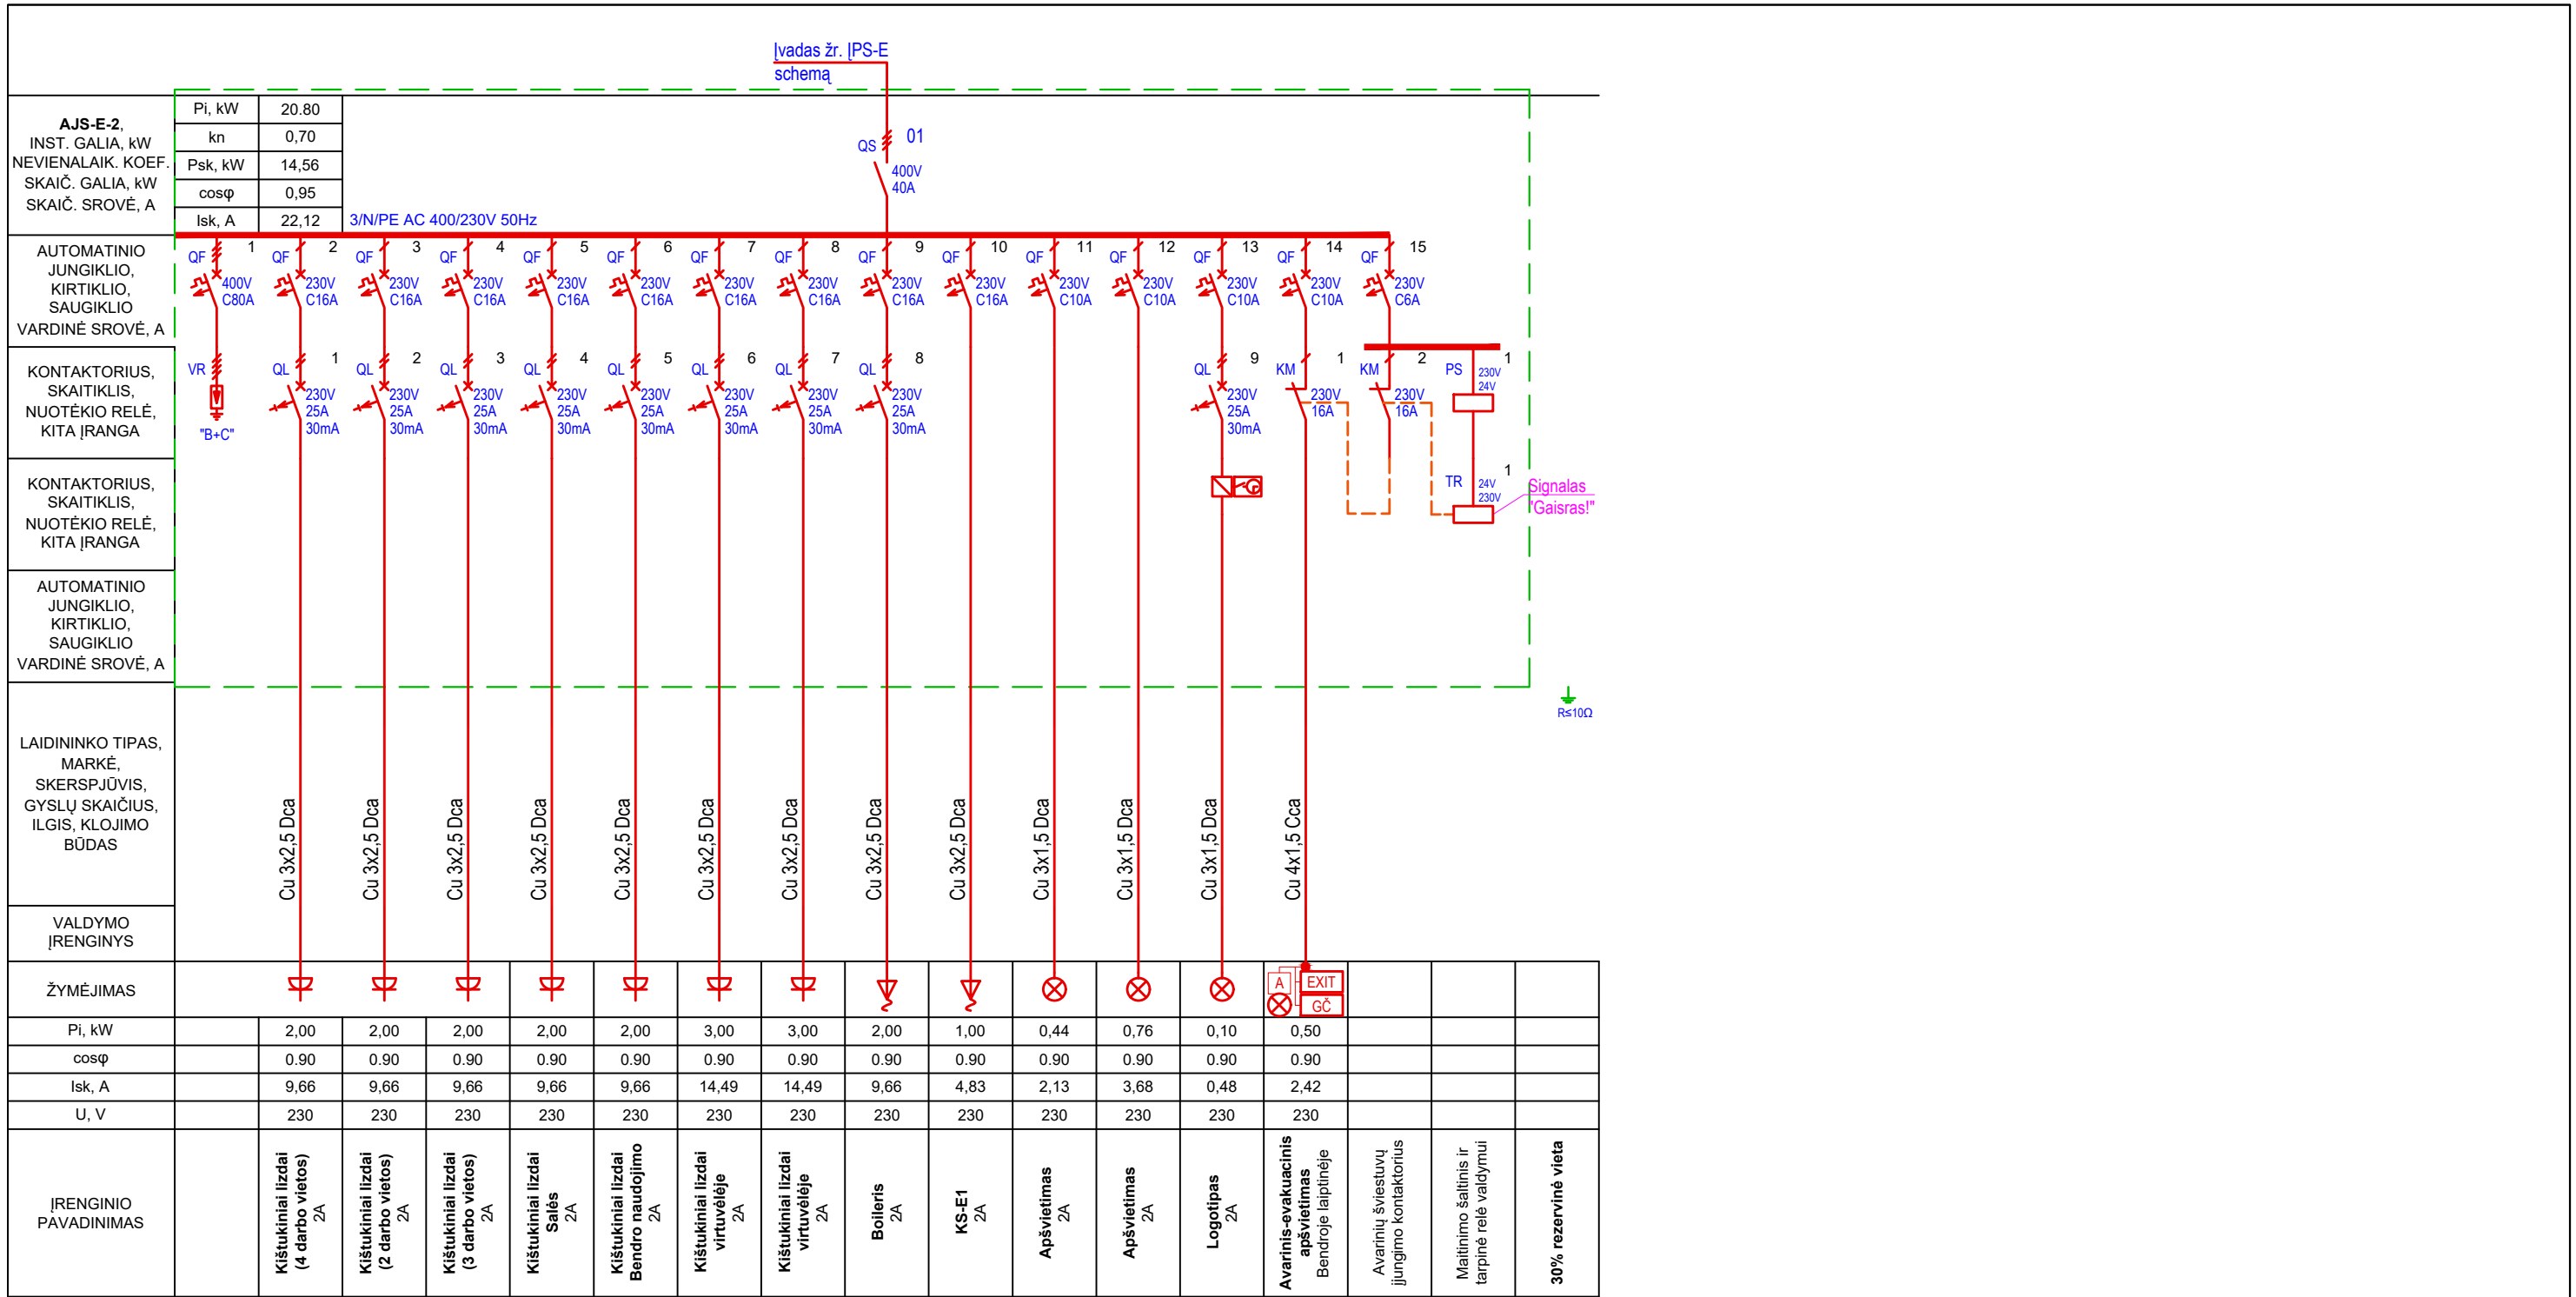 Įvadas žr. ĮPS-E
schemą
AJS-E-2,
INST. GALIA, kW
NEVIENALAIK. KOEF.
SKAIČ. GALIA, kW
SKAIČ. SROVĖ, A
Pi, kW 20.80
kn 0,70
Psk, kW 14,56
cosφ 0,95
Isk, A 22,12
3/N/PE AC 400/230V 50Hz
QS 01
400V
40A
AUTOMATINIO
JUNGIKLIO,
KIRTIKLIO,
SAUGIKLIO
VARDINĖ SROVĖ, A
QF 1 QF 2 QF 3 QF 4 QF 5 QF 6 QF 7 QF 8 QF 9 QF 10 QF 11 QF 12 QF 13 QF 14 QF 15
400V 230V 230V 230V 230V 230V 230V 230V 230V 230V 230V 230V 230V 230V 230V
C80A C16A C16A C16A C16A C16A C16A C16A C16A C16A C10A C10A C10A C10A C6A
KONTAKTORIUS,
SKAITIKLIS,
NUOTĖKIO RELĖ,
KITA ĮRANGA
VR QL 1 QL 2 QL 3 QL 4 QL 5 QL 6 QL 7 QL 8 QL 9 KM 1 KM 2 PS 1
230V 230V 230V 230V 230V 230V 230V 230V 230V 230V 230V 230V
25A 25A 25A 25A 25A 25A 25A 25A 25A 16A 16A 24V
"B+C" 30mA 30mA 30mA 30mA 30mA 30mA 30mA 30mA 30mA
KONTAKTORIUS,
SKAITIKLIS,
NUOTĖKIO RELĖ,
KITA ĮRANGA
TR 1
24V
230V
Signalas
"Gaisras!"
AUTOMATINIO
JUNGIKLIO,
KIRTIKLIO,
SAUGIKLIO
VARDINĖ SROVĖ, A
R≤10Ω
LAIDININKO TIPAS,
MARKĖ,
SKERSPJŪVIS,
GYSLŲ SKAIČIUS,
ILGIS, KLOJIMO
BŪDAS
Cu 3x2,5 Dca
Cu 3x2,5 Dca
Cu 3x2,5 Dca
Cu 3x2,5 Dca
Cu 3x2,5 Dca
Cu 3x2,5 Dca
Cu 3x2,5 Dca
Cu 3x2,5 Dca
Cu 3x2,5 Dca
Cu 3x1,5 Dca
Cu 3x1,5 Dca
Cu 3x1,5 Dca
Cu 4x1,5 Cca
VALDYMO
ĮRENGINYS
ŽYMĖJIMAS
A EXIT
GČ
Pi, kW 2,00 2,00 2,00 2,00 2,00 3,00 3,00 2,00 1,00 0,44 0,76 0,10 0,50
cosφ 0.90 0.90 0.90 0.90 0.90 0.90 0.90 0.90 0.90 0.90 0.90 0.90 0.90
Isk, A 9,66 9,66 9,66 9,66 9,66 14,49 14,49 9,66 4,83 2,13 3,68 0,48 2,42
U, V 230 230 230 230 230 230 230 230 230 230 230 230 230
ĮRENGINIO
PAVADINIMAS
Kištukiniai lizdai
(4 darbo vietos)
2A
Kištukiniai lizdai
(2 darbo vietos)
2A
Kištukiniai lizdai
(3 darbo vietos)
2A
Kištukiniai lizdai
Salės
2A
Kištukiniai lizdai
Bendro naudojimo
2A
Kištukiniai lizdai
virtuvėlėje
2A
Kištukiniai lizdai
virtuvėlėje
2A
Boileris
2A
KS-E1
2A
Apšvietimas
2A
Apšvietimas
2A
Logotipas
2A
Avarinis-evakuacinis
apšvietimas
Bendroje laiptinėje
Avarinių šviestuvų
įjungimo kontaktorius
Maitinimo šaltinis ir
tarpinė relė valdymui
30% rezervinė vieta